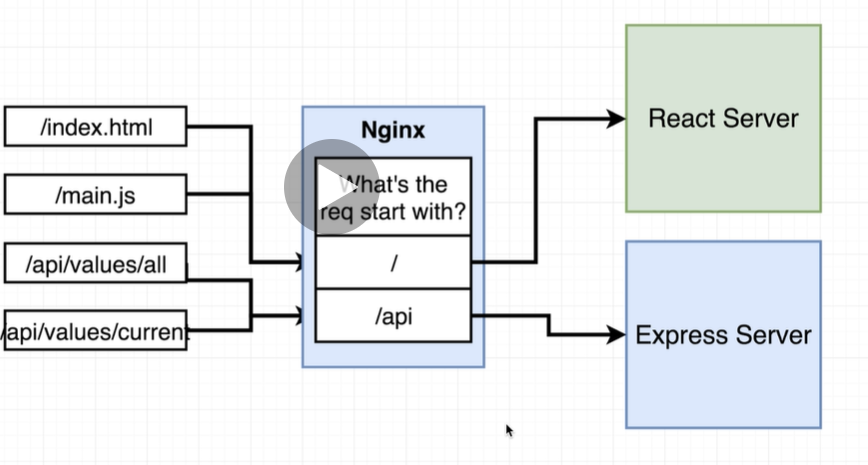 /index.html
/main.js
/api/values/all
/api/values/current
Nginx
What's the
req start with?
/
/api
React Server
Express Server